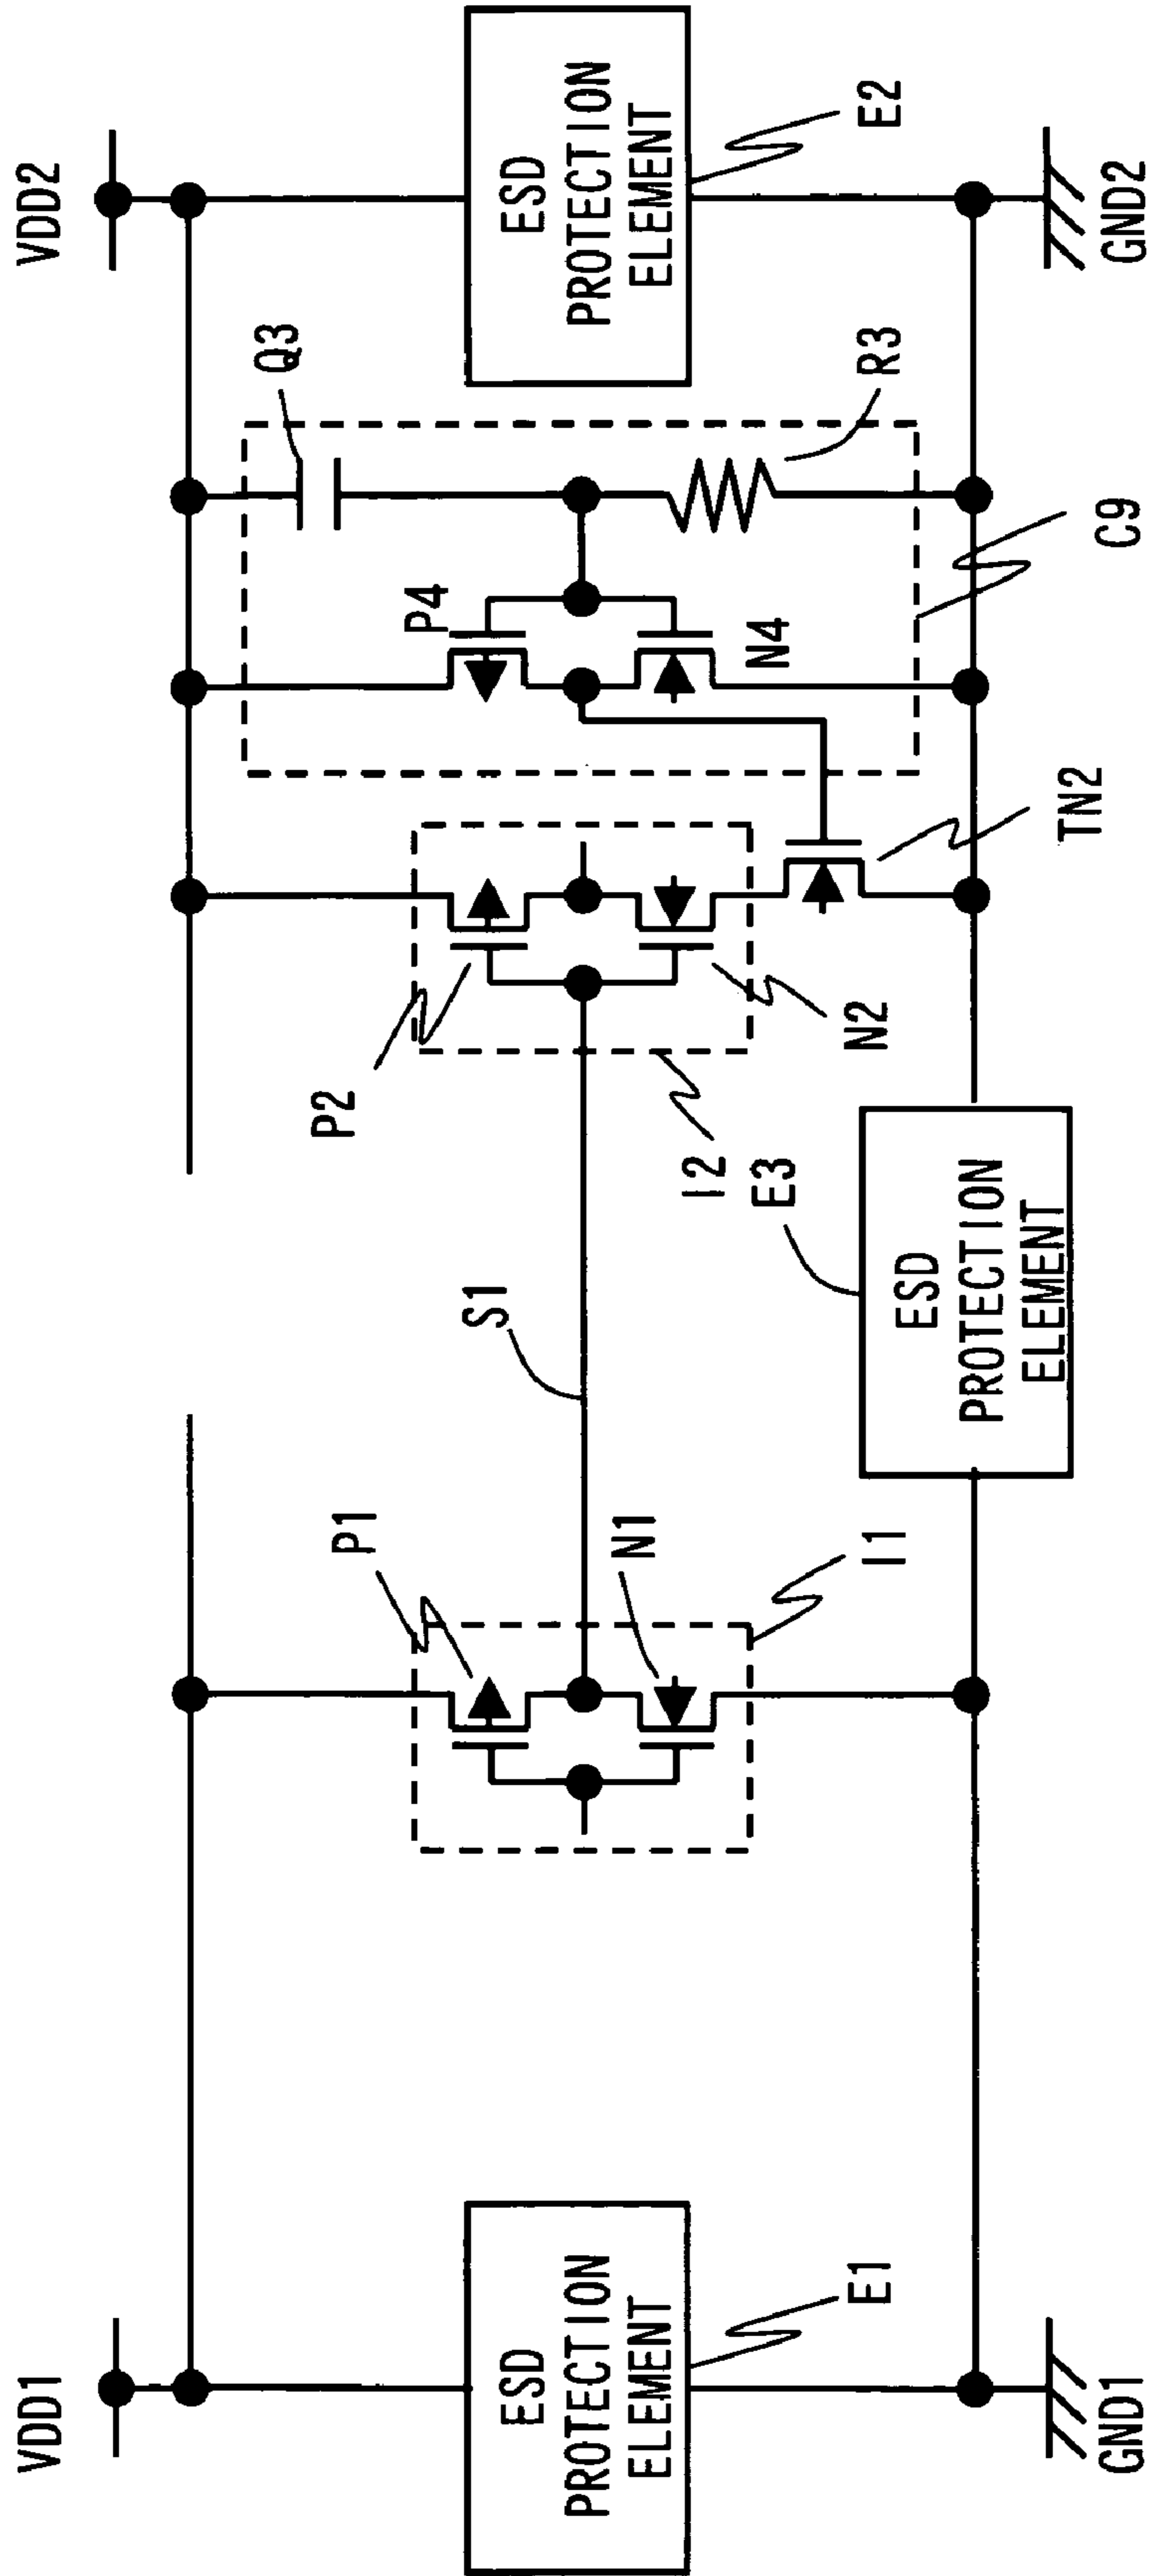 VDD1
VDD2
ESD
PROTECTION
ELEMENT
E1
GND1
P1
N1
I1
S1
ESD
PROTECTION
ELEMENT
E3
P2
N2
I2
TN2
P4
N4
Q3
R3
C9
ESD
PROTECTION
ELEMENT
E2
GND2